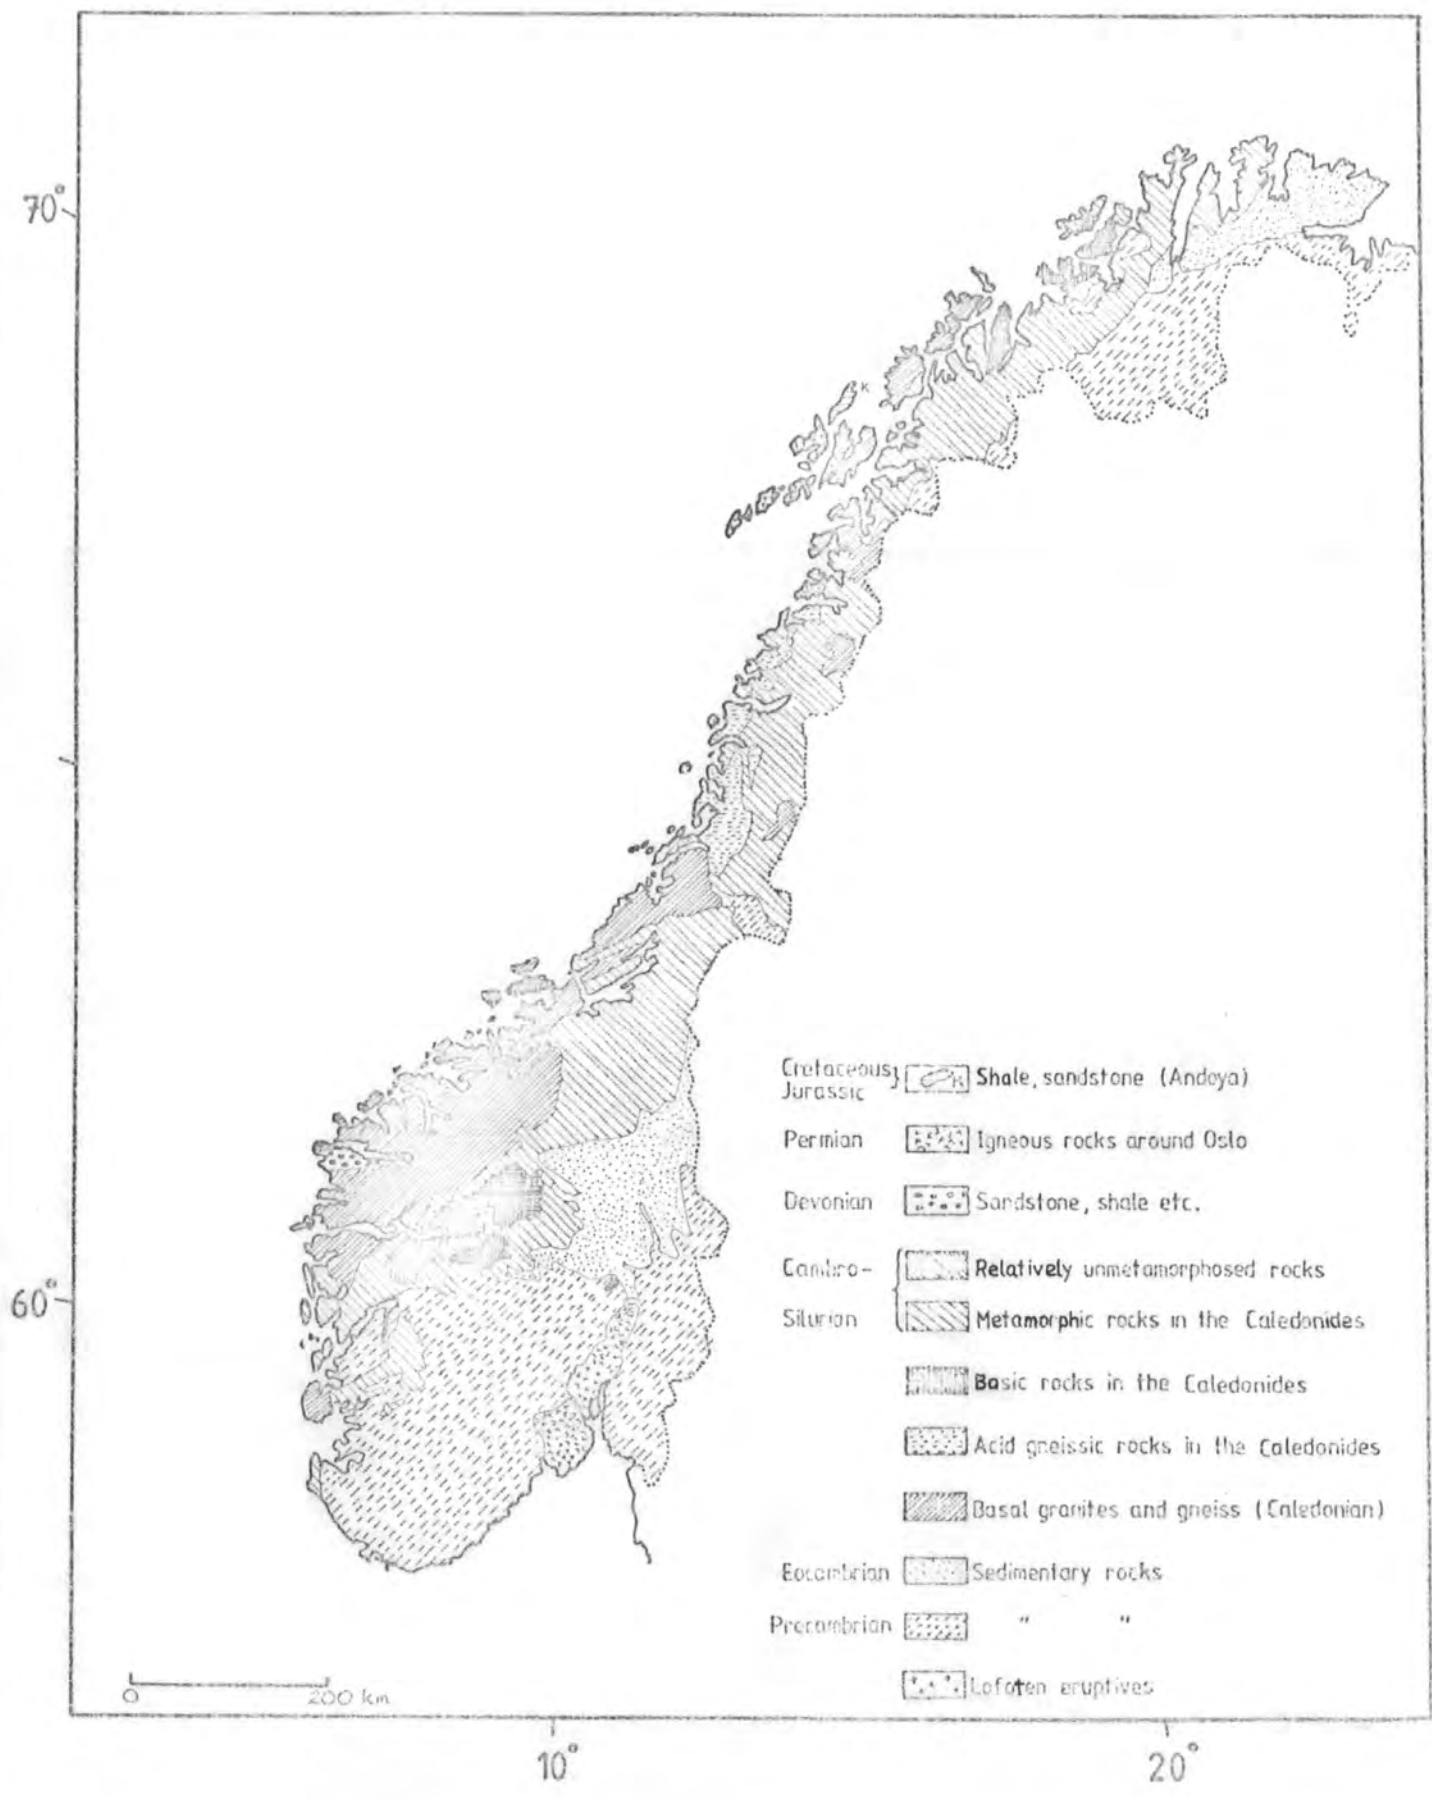 70°
K
60°
Cretaceous
Jurassic
K
Shale, sandstone (Andøya)
Permian
Igneous rocks around Oslo
Devonian
Sandstone, shale etc.
Cambro-
Relatively unmetamorphosed rocks
Silurian
Metamorphic rocks in the Caledonides
Basic rocks in the Caledonides
Acid gneissic rocks in the Caledonides
Basal granites and gneiss (Caledonian)
Eocambrian
Sedimentary rocks
Precambrian
" "
Lofoten eruptives
0 200 km
10° 20°